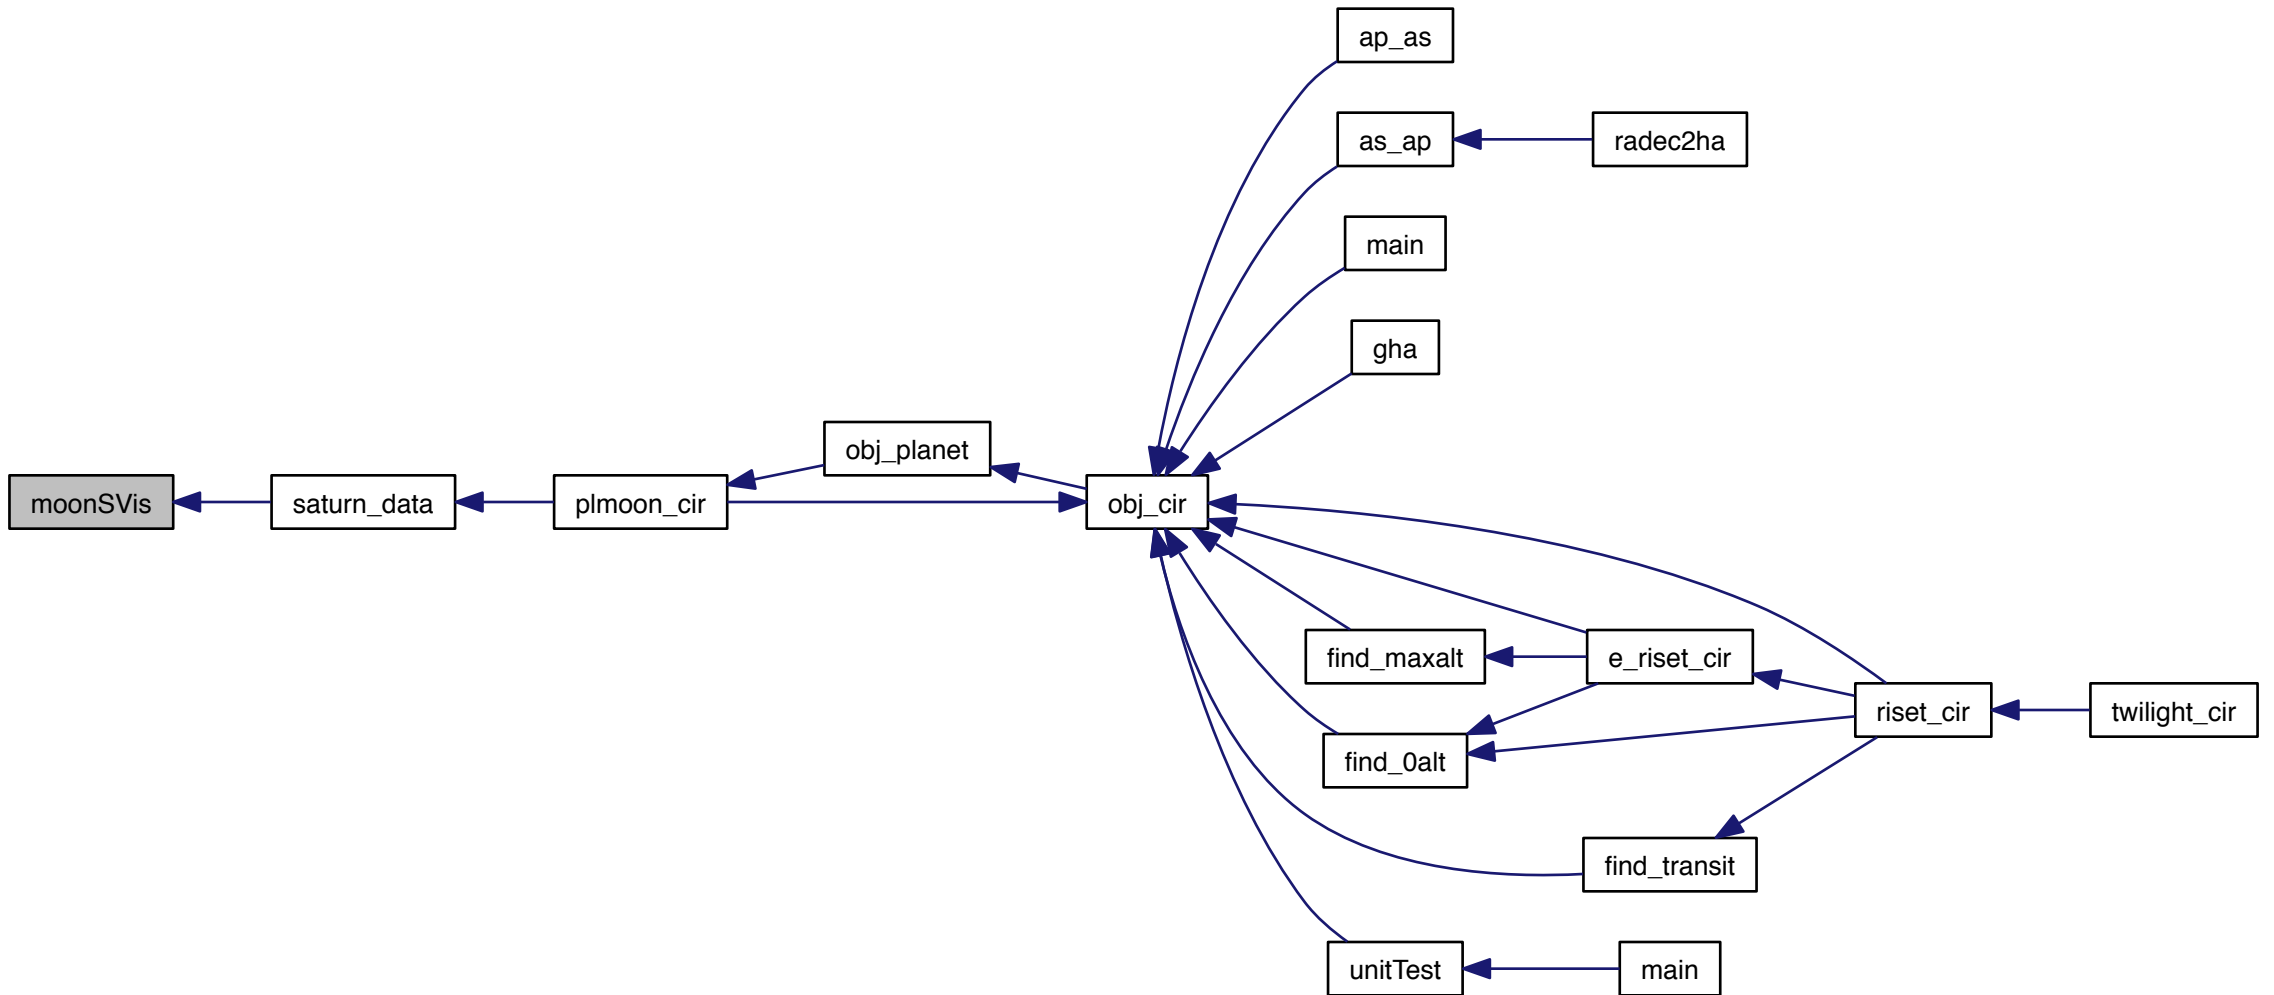 ap_as
as_ap
radec2ha
main
gha
obj_planet
moonSVis
saturn_data
plmoon_cir
obj_cir
find_maxalt
e_riset_cir
riset_cir
twilight_cir
find_0alt
find_transit
unitTest
main